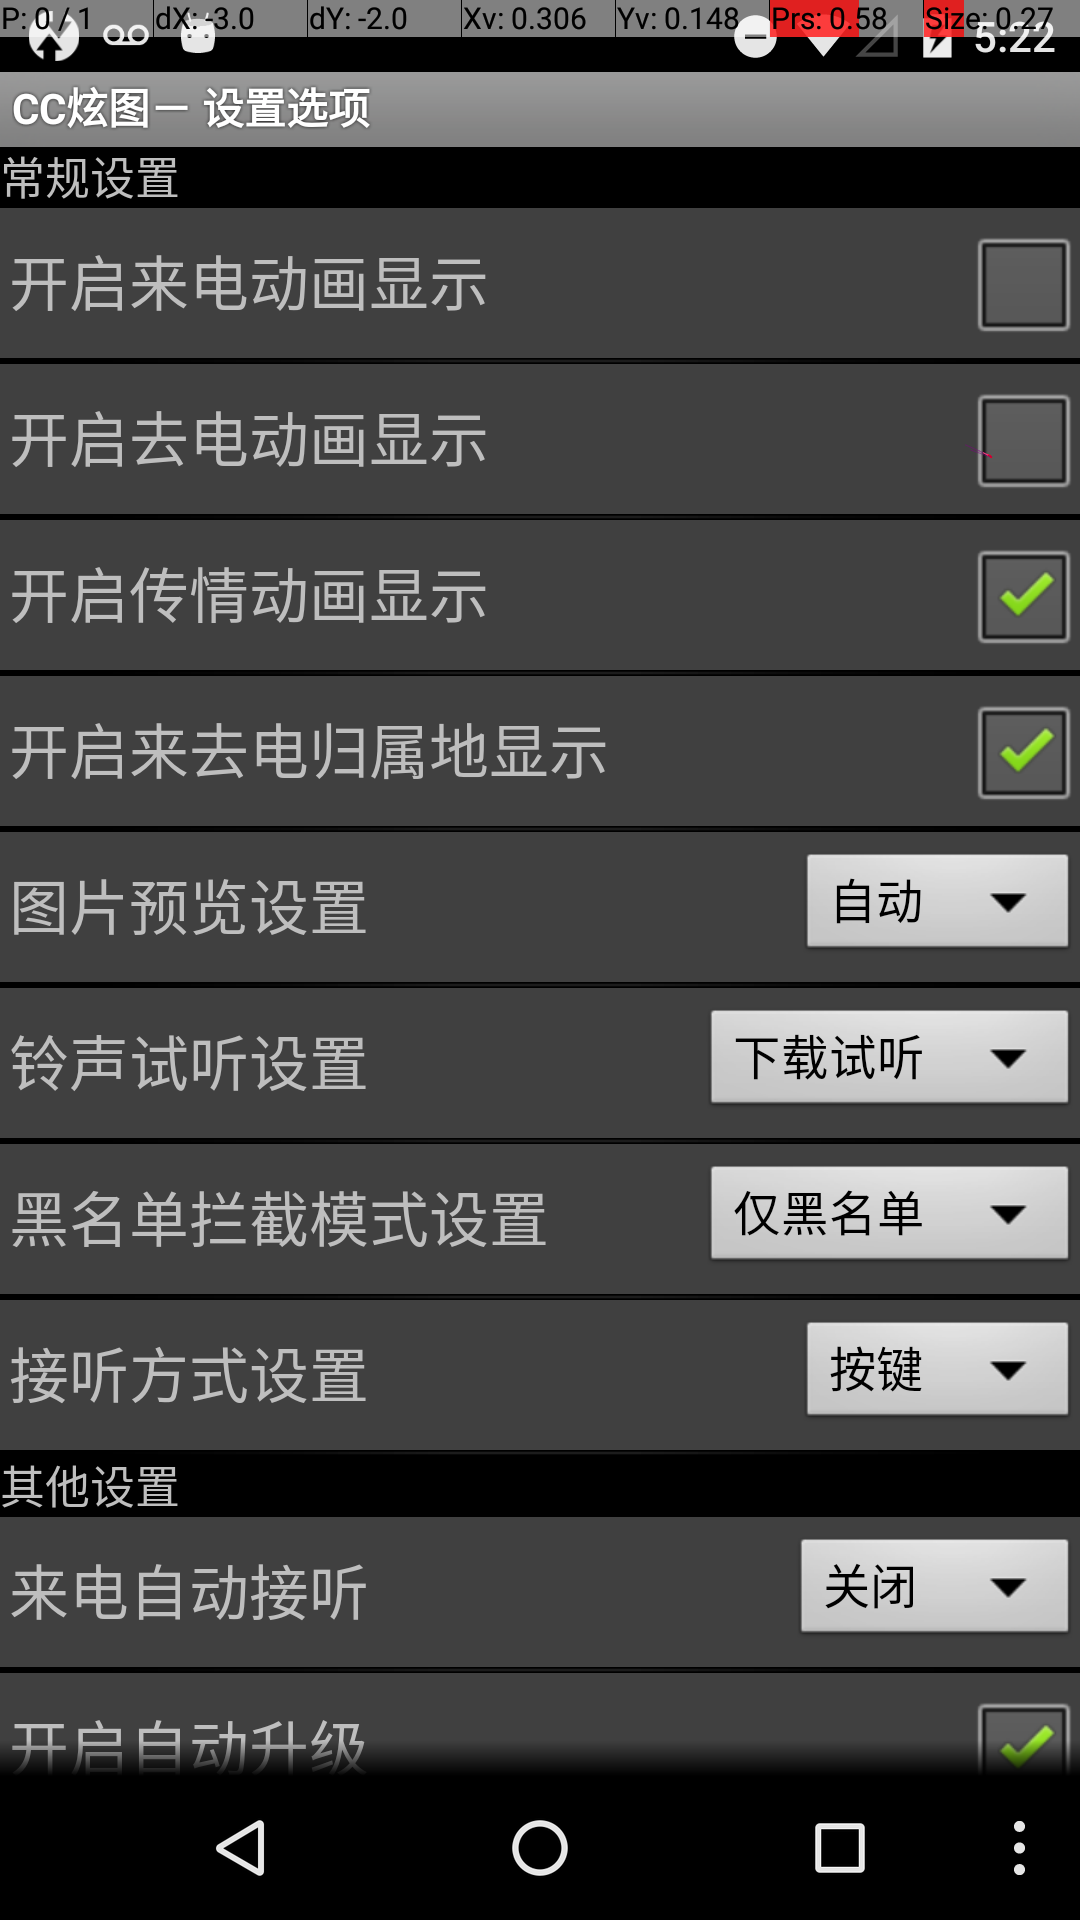 P: 0 / 1 dX: -3.0 dY: -2.0 Xv: 0.306 Yv: 0.148 Prs: 0.58 Size: 0.27
5:22
CC炫图－ 设置选项
常规设置
开启来电动画显示
开启去电动画显示
开启传情动画显示
开启来去电归属地显示
图片预览设置 自动
铃声试听设置 下载试听
黑名单拦截模式设置 仅黑名单
接听方式设置 按键
其他设置
来电自动接听 关闭
开启自动升级